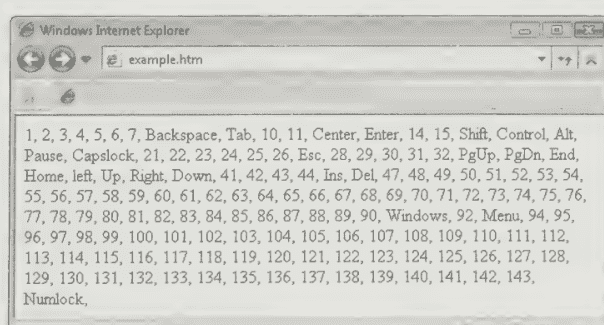 Windows Internet Explorer
example.htm
1, 2, 3, 4, 5, 6, 7, Backspace, Tab, 10, 11, Center, Enter, 14, 15, Shift, Control, Alt,
Pause, Capslock, 21, 22, 23, 24, 25, 26, Esc, 28, 29, 30, 31, 32, PgUp, PgDn, End,
Home, left, Up, Right, Down, 41, 42, 43, 44, Ins, Del, 47, 48, 49, 50, 51, 52, 53, 54,
55, 56, 57, 58, 59, 60, 61, 62, 63, 64, 65, 66, 67, 68, 69, 70, 71, 72, 73, 74, 75, 76,
77, 78, 79, 80, 81, 82, 83, 84, 85, 86, 87, 88, 89, 90, Windows, 92, Menu, 94, 95,
96, 97, 98, 99, 100, 101, 102, 103, 104, 105, 106, 107, 108, 109, 110, 111, 112,
113, 114, 115, 116, 117, 118, 119, 120, 121, 122, 123, 124, 125, 126, 127, 128,
129, 130, 131, 132, 133, 134, 135, 136, 137, 138, 139, 140, 141, 142, 143,
Numlock,